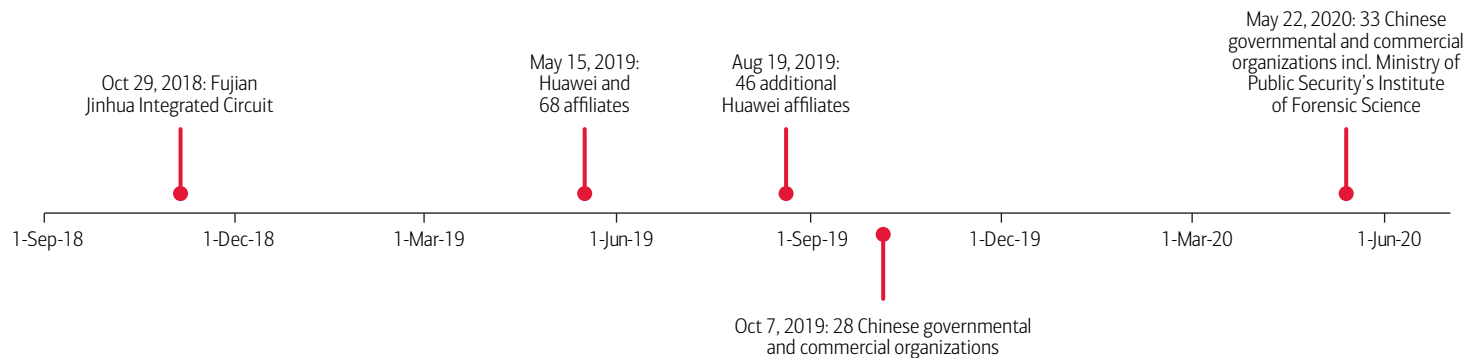 Oct 29, 2018: Fujian
Jinhua Integrated Circuit
May 15, 2019:
Huawei and
68 affiliates
Aug 19, 2019:
46 additional
Huawei affiliates
May 22, 2020: 33 Chinese
governmental and commercial
organizations incl. Ministry of
Public Security’s Institute
of Forensic Science
1-Sep-18
1-Dec-18
1-Mar-19
1-Jun-19
1-Sep-19
1-Dec-19
1-Mar-20
1-Jun-20
Oct 7, 2019: 28 Chinese governmental
and commercial organizations